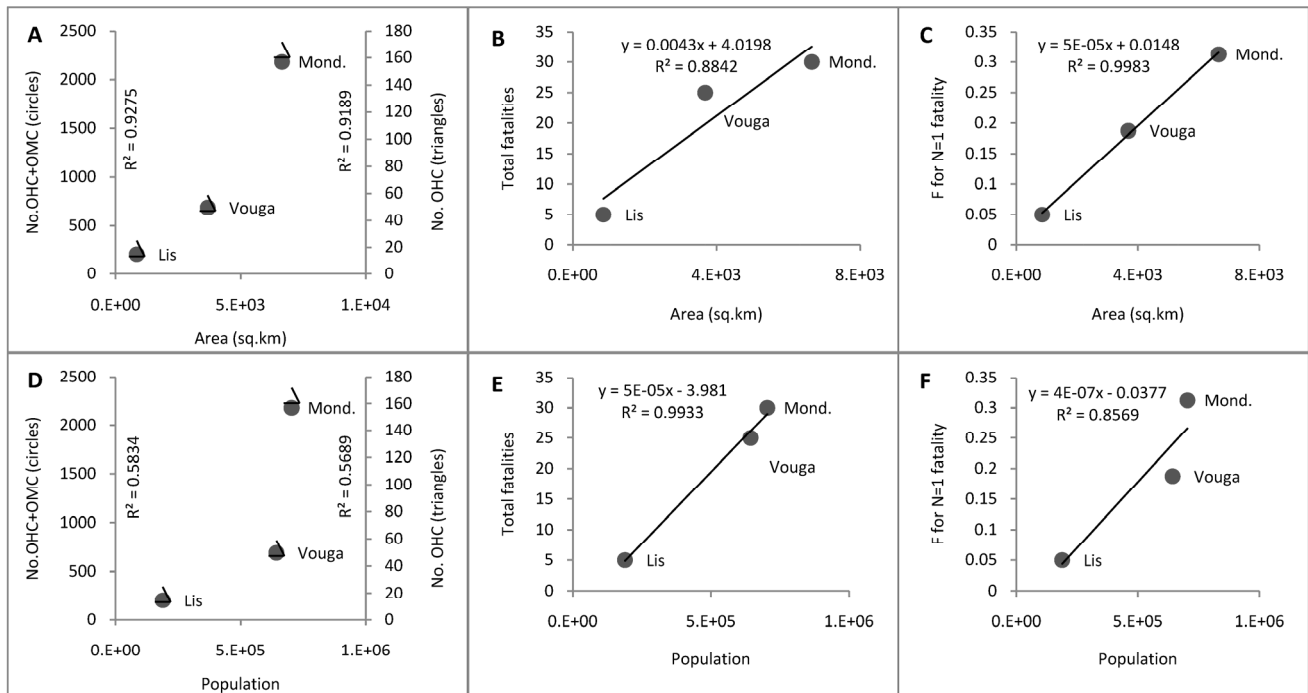 A
No.OHC+OMC (circles)
2500
2000
1500
1000
500
0
R² = 0.9275
R² = 0.9189
Mond.
Vouga
Lis
180
160
140
120
100
80
60
40
20
0
No. OHC (triangles)
0.E+00
5.E+03
1.E+04
Area (sq.km)
B
Total fatalities
35
30
25
20
15
10
5
0
y = 0.0043x + 4.0198
R² = 0.8842
Mond.
Vouga
Lis
0.E+00
4.E+03
8.E+03
Area (sq.km)
C
F for N=1 fatality
0.4
0.35
0.3
0.25
0.2
0.15
0.1
0.05
0
y = 5E-05x + 0.0148
R² = 0.9983
Mond.
Vouga
Lis
0.E+00
4.E+03
8.E+03
Area (sq.km)
D
No.OHC+OMC (circles)
2500
2000
1500
1000
500
0
R² = 0.5834
R² = 0.5689
Mond.
Vouga
Lis
180
160
140
120
100
80
60
40
20
0
No. OHC (triangles)
0.E+00
5.E+05
1.E+06
Population
E
Total fatalities
35
30
25
20
15
10
5
0
y = 5E-05x - 3.981
R² = 0.9933
Mond.
Vouga
Lis
0.E+00
5.E+05
1.E+06
Population
F
F for N=1 fatality
0.35
0.3
0.25
0.2
0.15
0.1
0.05
0
y = 4E-07x - 0.0377
R² = 0.8569
Mond.
Vouga
Lis
0.E+00
5.E+05
1.E+06
Population